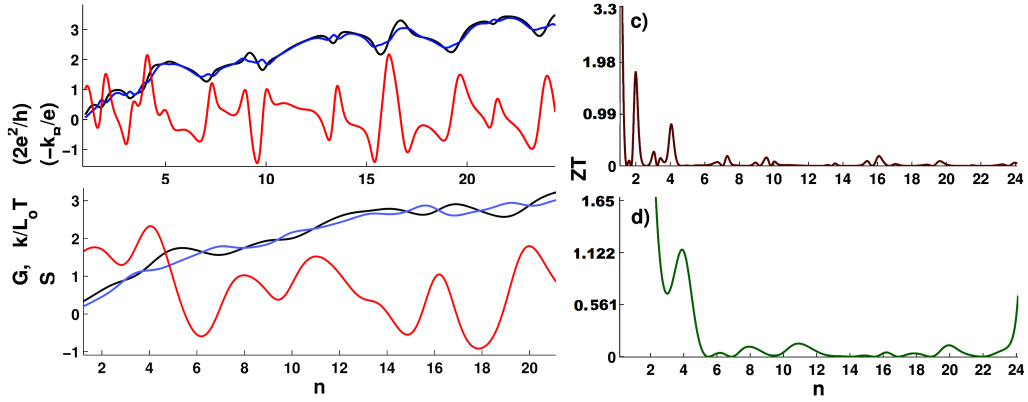 (2e²/h)
(−k_B/e)
3
2
1
0
−1
5 10 15 20
G, k/L_oT
S
3
2
1
0
−1
2 4 6 8 10 12 14 16 18 20
n
c)
3.3
1.98
0.99
0
2 4 6 8 10 12 14 16 18 20 22 24
ZT
d)
1.65
1.122
0.561
0
2 4 6 8 10 12 14 16 18 20 22 24
n